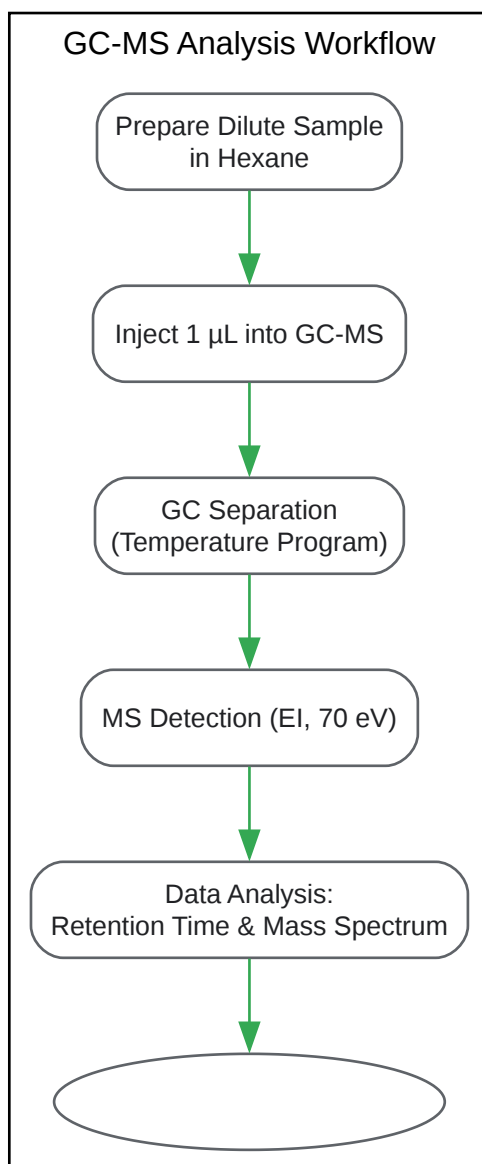 GC-MS Analysis Workflow
Prepare Dilute Sample
in Hexane
Inject 1 µL into GC-MS
GC Separation
(Temperature Program)
MS Detection (EI, 70 eV)
Data Analysis:
Retention Time & Mass Spectrum